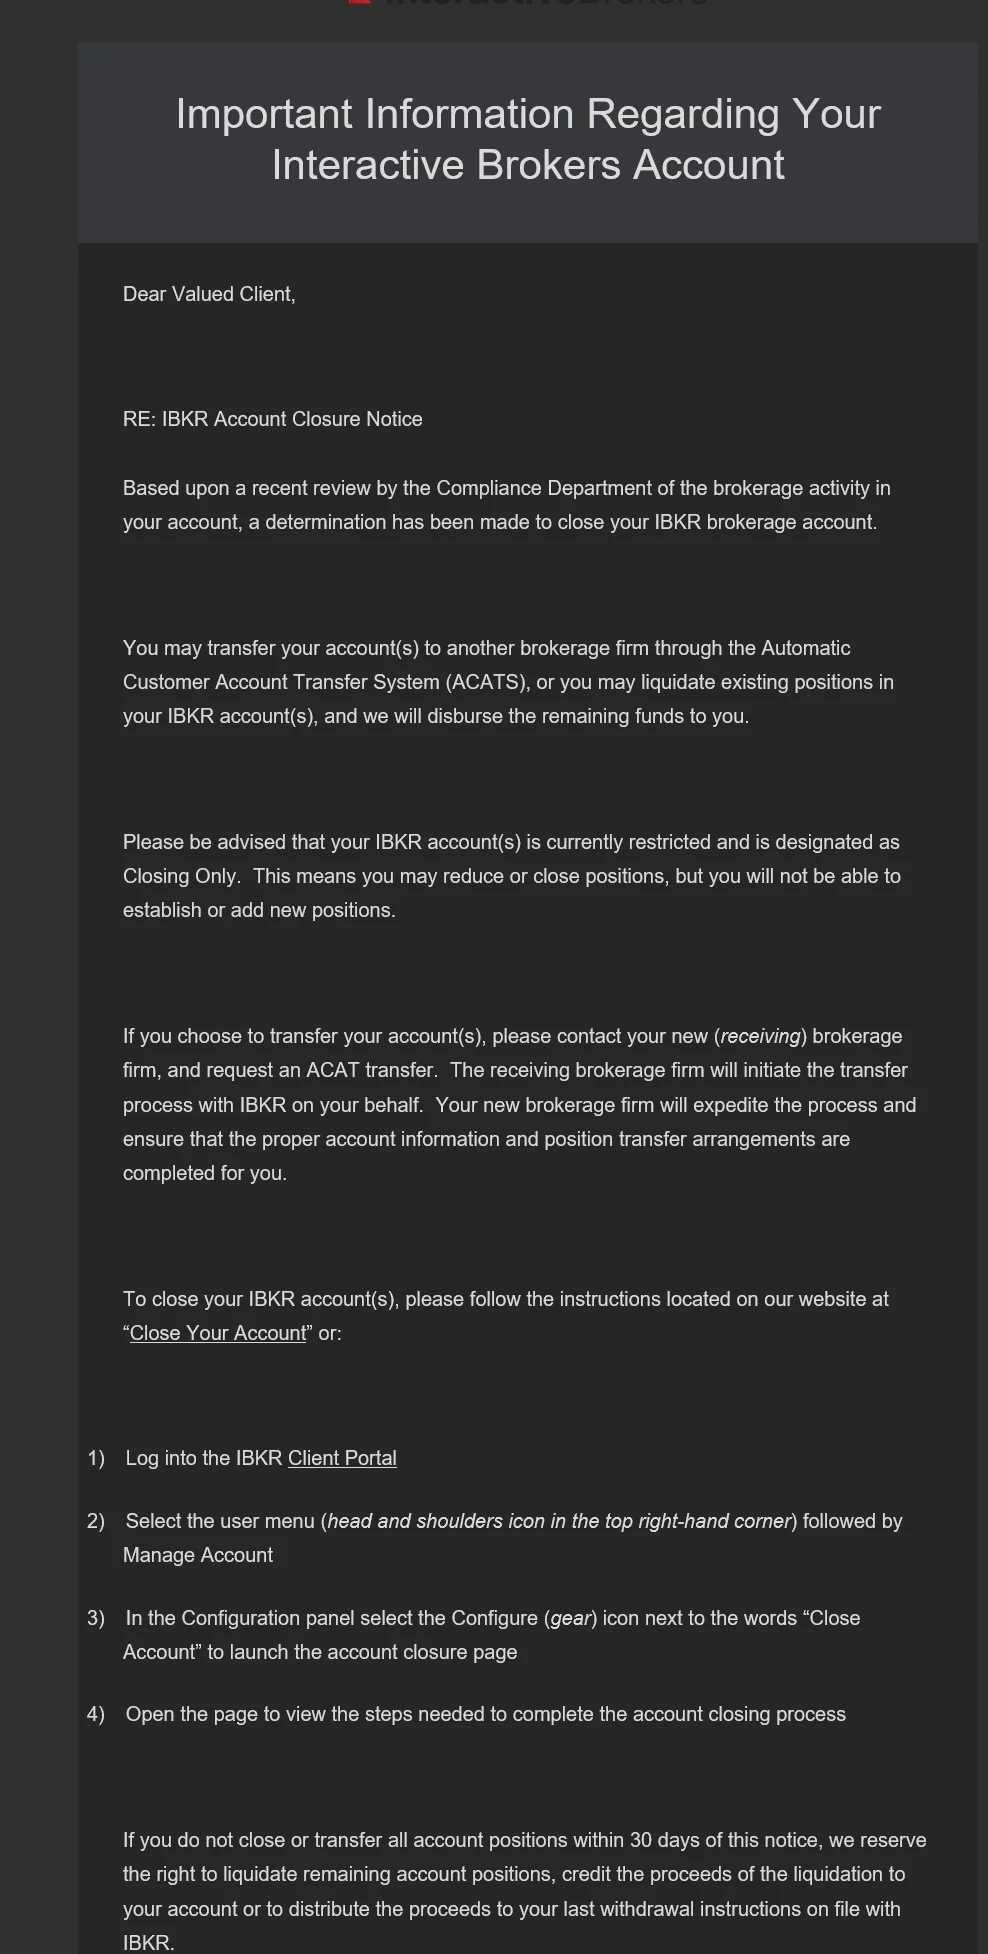 Important Information Regarding Your
Interactive Brokers Account
Dear Valued Client,
RE: IBKR Account Closure Notice
Based upon a recent review by the Compliance Department of the brokerage activity in
your account, a determination has been made to close your IBKR brokerage account.
You may transfer your account(s) to another brokerage firm through the Automatic
Customer Account Transfer System (ACATS), or you may liquidate existing positions in
your IBKR account(s), and we will disburse the remaining funds to you.
Please be advised that your IBKR account(s) is currently restricted and is designated as
Closing Only.  This means you may reduce or close positions, but you will not be able to
establish or add new positions.
If you choose to transfer your account(s), please contact your new (receiving) brokerage
firm, and request an ACAT transfer.  The receiving brokerage firm will initiate the transfer
process with IBKR on your behalf.  Your new brokerage firm will expedite the process and
ensure that the proper account information and position transfer arrangements are
completed for you.
To close your IBKR account(s), please follow the instructions located on our website at
“Close Your Account” or:
1) Log into the IBKR Client Portal
2) Select the user menu (head and shoulders icon in the top right-hand corner) followed by
Manage Account
3) In the Configuration panel select the Configure (gear) icon next to the words “Close
Account” to launch the account closure page
4) Open the page to view the steps needed to complete the account closing process
If you do not close or transfer all account positions within 30 days of this notice, we reserve
the right to liquidate remaining account positions, credit the proceeds of the liquidation to
your account or to distribute the proceeds to your last withdrawal instructions on file with
IBKR.